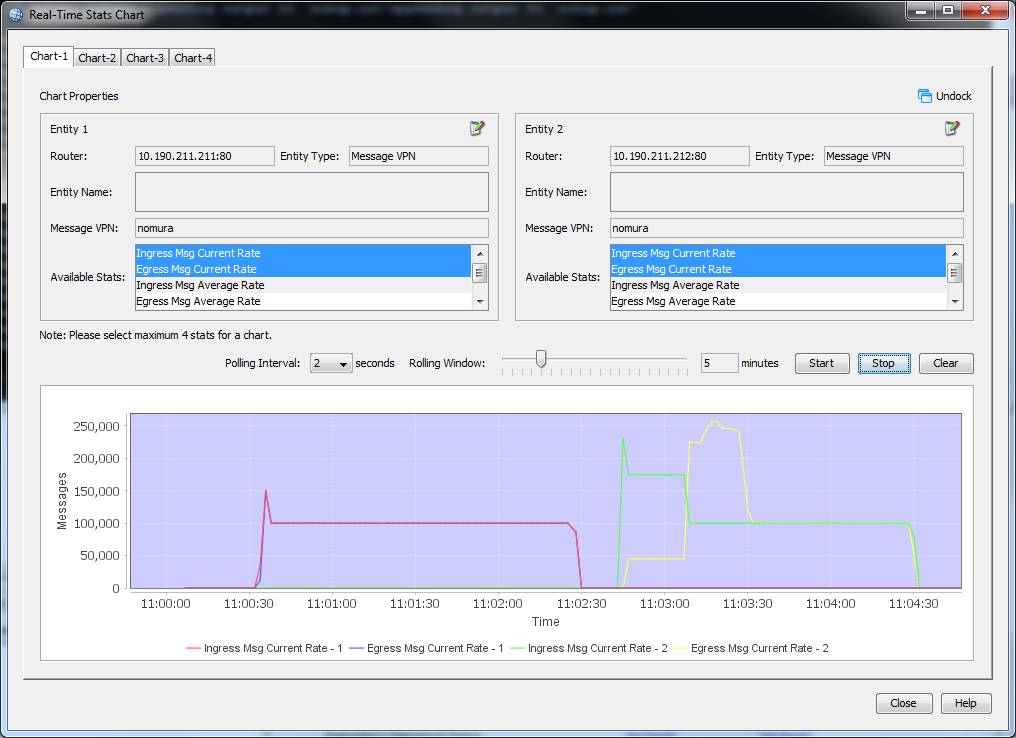 Real-Time Stats Chart
Chart-1 Chart-2 Chart-3 Chart-4
Chart Properties Undock
Entity 1 Entity 2
Router: 10.190.211.211:80 Entity Type: Message VPN Router: 10.190.211.212:80 Entity Type: Message VPN
Entity Name: Entity Name:
Message VPN: nomura Message VPN: nomura
Available Stats: Available Stats:
Ingress Msg Current Rate Ingress Msg Current Rate
Egress Msg Current Rate Egress Msg Current Rate
Ingress Msg Average Rate Ingress Msg Average Rate
Egress Msg Average Rate Egress Msg Average Rate
Note: Please select maximum 4 stats for a chart.
Polling Interval: 2 seconds Rolling Window: 5 minutes Start Stop Clear
Messages
250,000
200,000
150,000
100,000
50,000
0
11:00:00 11:00:30 11:01:00 11:01:30 11:02:00 11:02:30 11:03:00 11:03:30 11:04:00 11:04:30
Time
Ingress Msg Current Rate - 1 Egress Msg Current Rate - 1 Ingress Msg Current Rate - 2 Egress Msg Current Rate - 2
Close Help